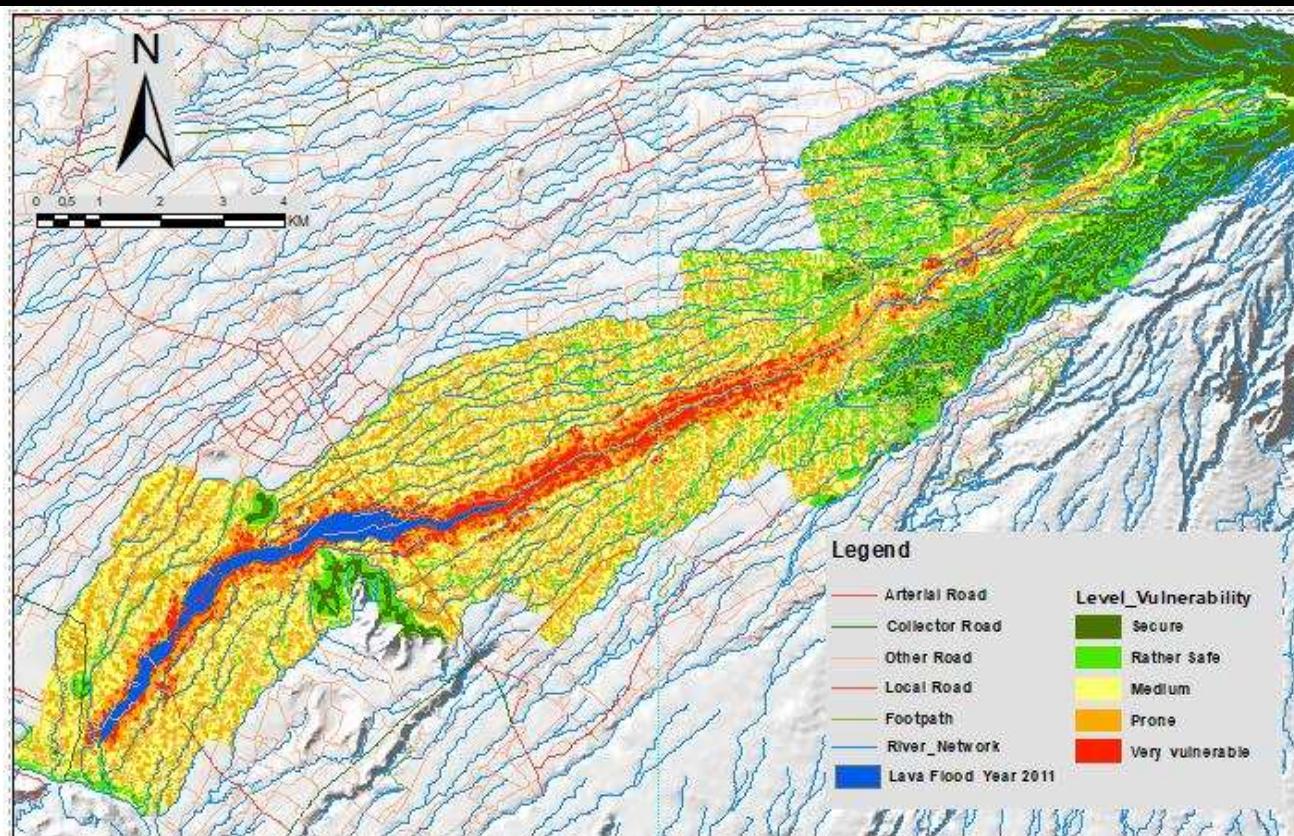 N
0 0,5 1 2 3 4
KM
Legend
Arterial Road
Collector Road
Other Road
Local Road
Footpath
River_Network
Lava Flood Year 2011
Level_Vulnerability
Secure
Rather Safe
Medium
Prone
Very vulnerable